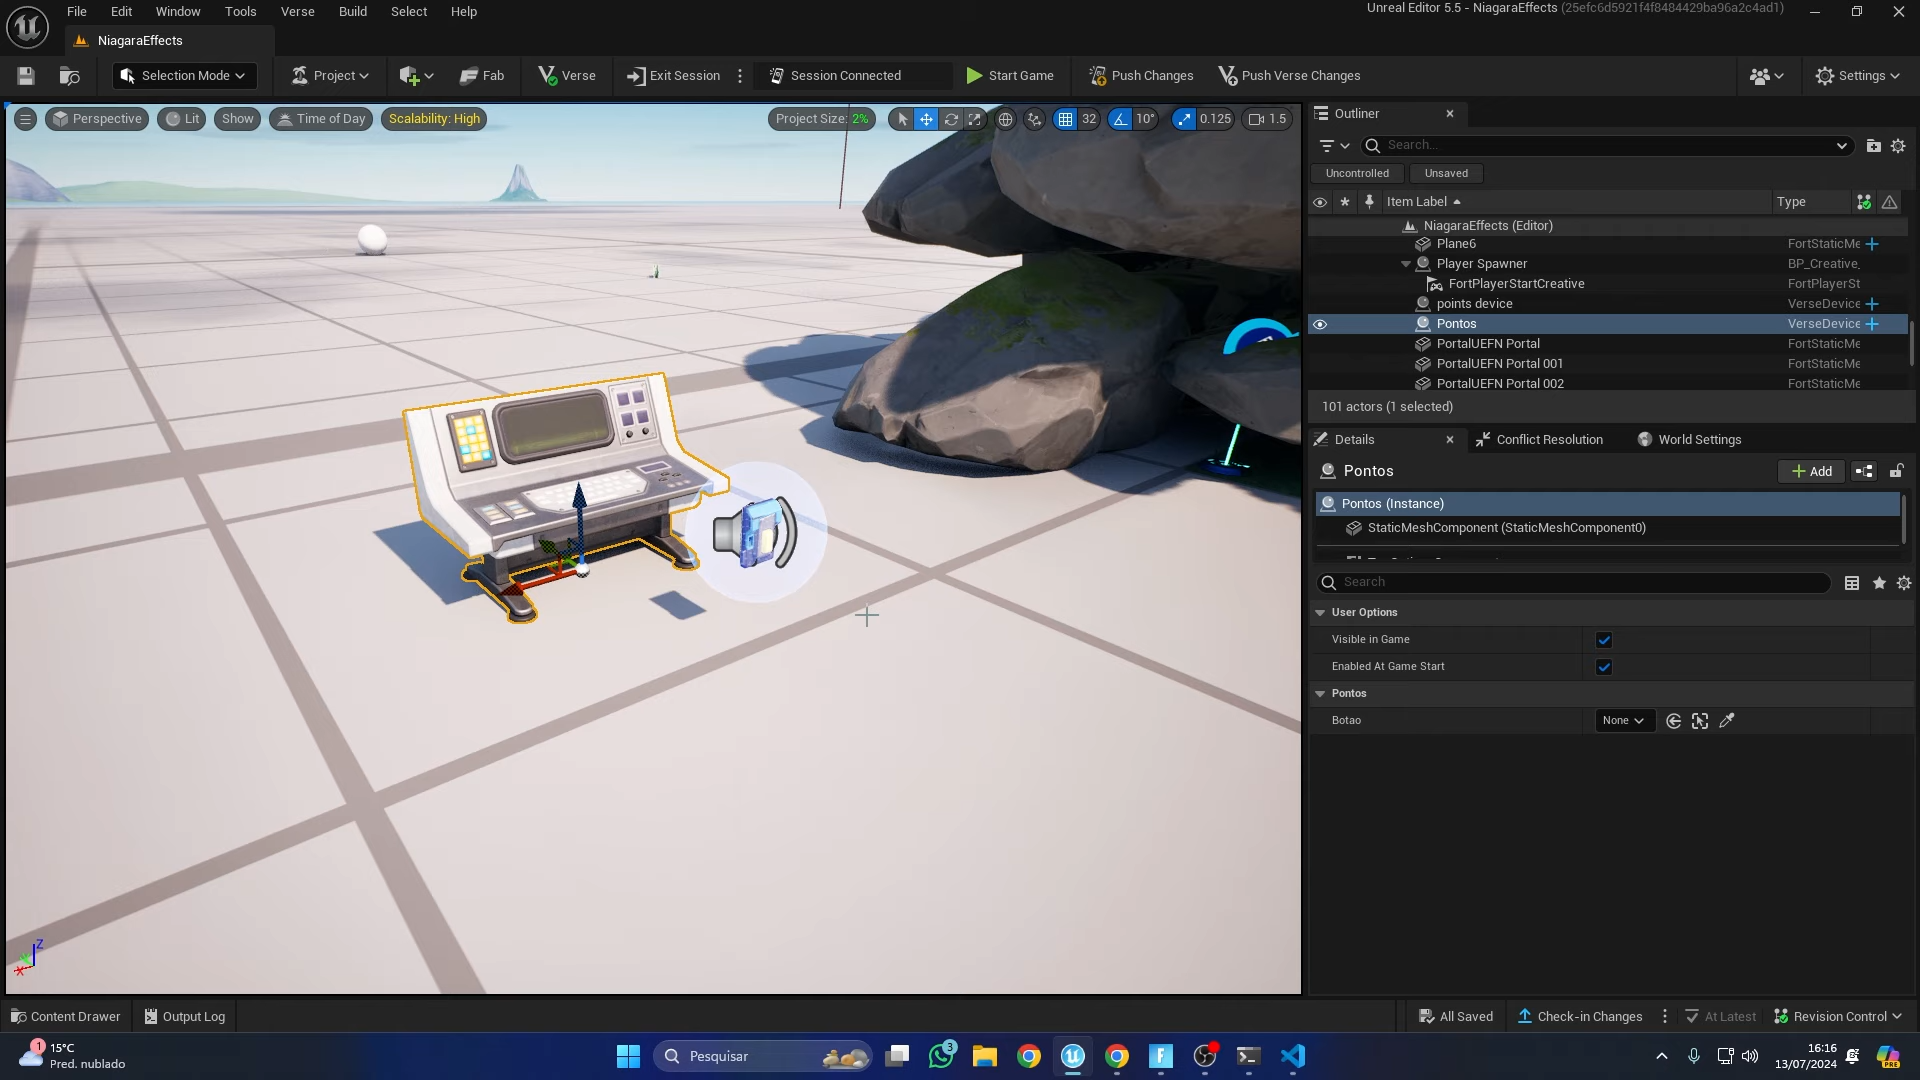 File Edit Window Tools Verse Build Select Help
Unreal Editor 5.5 - NiagaraEffects (25efc6d5921f4f8484429ba96a2c4ad1)
NiagaraEffects
Selection Mode Project Fab Verse Exit Session Session Connected Start Game Push Changes Push Verse Changes Settings
Perspective Lit Show Time of Day Scalability: High Project Size: 2% 32 10° 0.125 1.5
Outliner
Search...
Uncontrolled Unsaved
Item Label Type
NiagaraEffects (Editor)
Plane6 FortStaticMe
Player Spawner BP_Creative_
FortPlayerStartCreative FortPlayerSt
points device VerseDevice
Pontos VerseDevice
PortalUEFN Portal FortStaticMe
PortalUEFN Portal 001 FortStaticMe
PortalUEFN Portal 002 FortStaticMe
101 actors (1 selected)
Details Conflict Resolution World Settings
Pontos Add
Pontos (Instance)
StaticMeshComponent (StaticMeshComponent0)
Search
User Options
Visible in Game
Enabled At Game Start
Pontos
Botao None
Z
X
Content Drawer Output Log All Saved Check-in Changes At Latest Revision Control
1 15°C
Pred. nublado
Pesquisar
3
16:16
13/07/2024
PRE